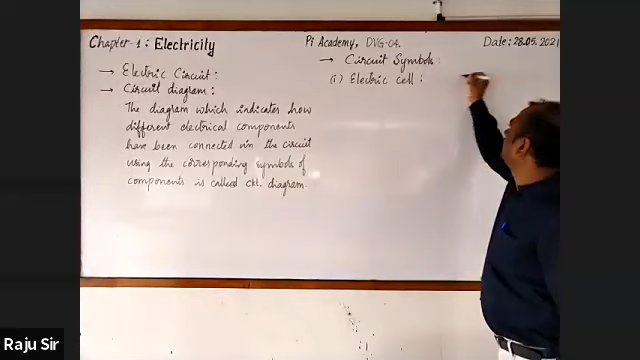 Chapter-1: Electricity
Pi Academy, DVG-04.
Date: 28.05.2021
→ Electric Circuit:
→ Circuit diagram:
The diagram which indicates how
different electrical components
have been connected in the circuit
using the corresponding symbols of
components is called ckt. diagram.
→ Circuit Symbols:
(i) Electric cell:
Raju Sir